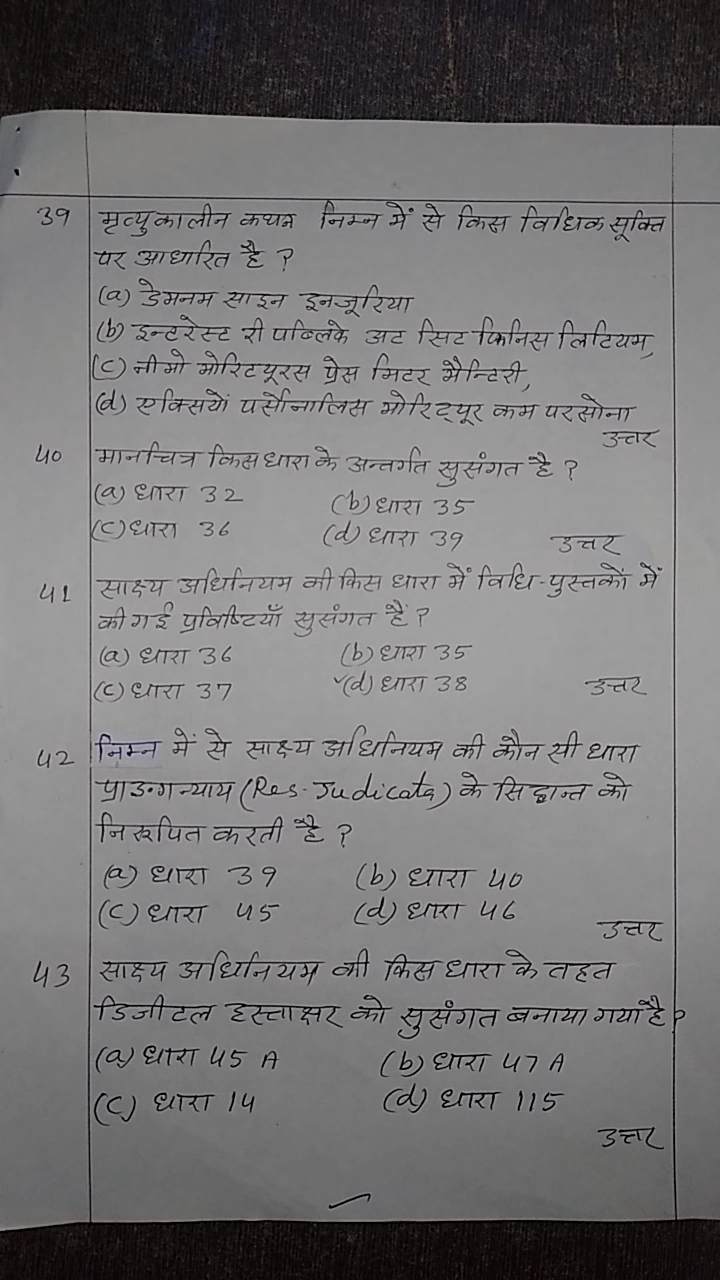 39 मृत्युकालीन कथन निम्न में से किस विधिक सूक्ति
पर आधारित है ?
(a) डेमनम साइन इनजूरिया
(b) इन्टरेस्ट री पब्लिके अट सिट फिनिस लिटियम,
(c) नीमो मोरिटयूरस प्रेस मिटर मैन्टिरी,
(d) एक्सियों पर्सोनालिस मोरिट्यूर कम परसोना
उत्तर
40 मानचित्र किस धारा के अन्तर्गत सुसंगत है ?
(a) धारा 32 (b) धारा 35
(c) धारा 36 (d) धारा 39 उत्तर
41 साक्ष्य अधिनियम की किस धारा में विधि-पुस्तकों में
की गई प्रविष्टियाँ सुसंगत हैं ?
(a) धारा 36 (b) धारा 35
(c) धारा 37 (d) धारा 38 उत्तर
42 निम्न में से साक्ष्य अधिनियम की कौन सी धारा
प्राङगन्याय (Res-Judicata) के सिद्धान्त को
निरूपित करती है ?
(a) धारा 39 (b) धारा 40
(c) धारा 45 (d) धारा 46
उत्तर
43 साक्ष्य अधिनियम की किस धारा के तहत
डिजीटल हस्ताक्षर को सुसंगत बनाया गया है ?
(a) धारा 45 A (b) धारा 47 A
(c) धारा 14 (d) धारा 115
उत्तर